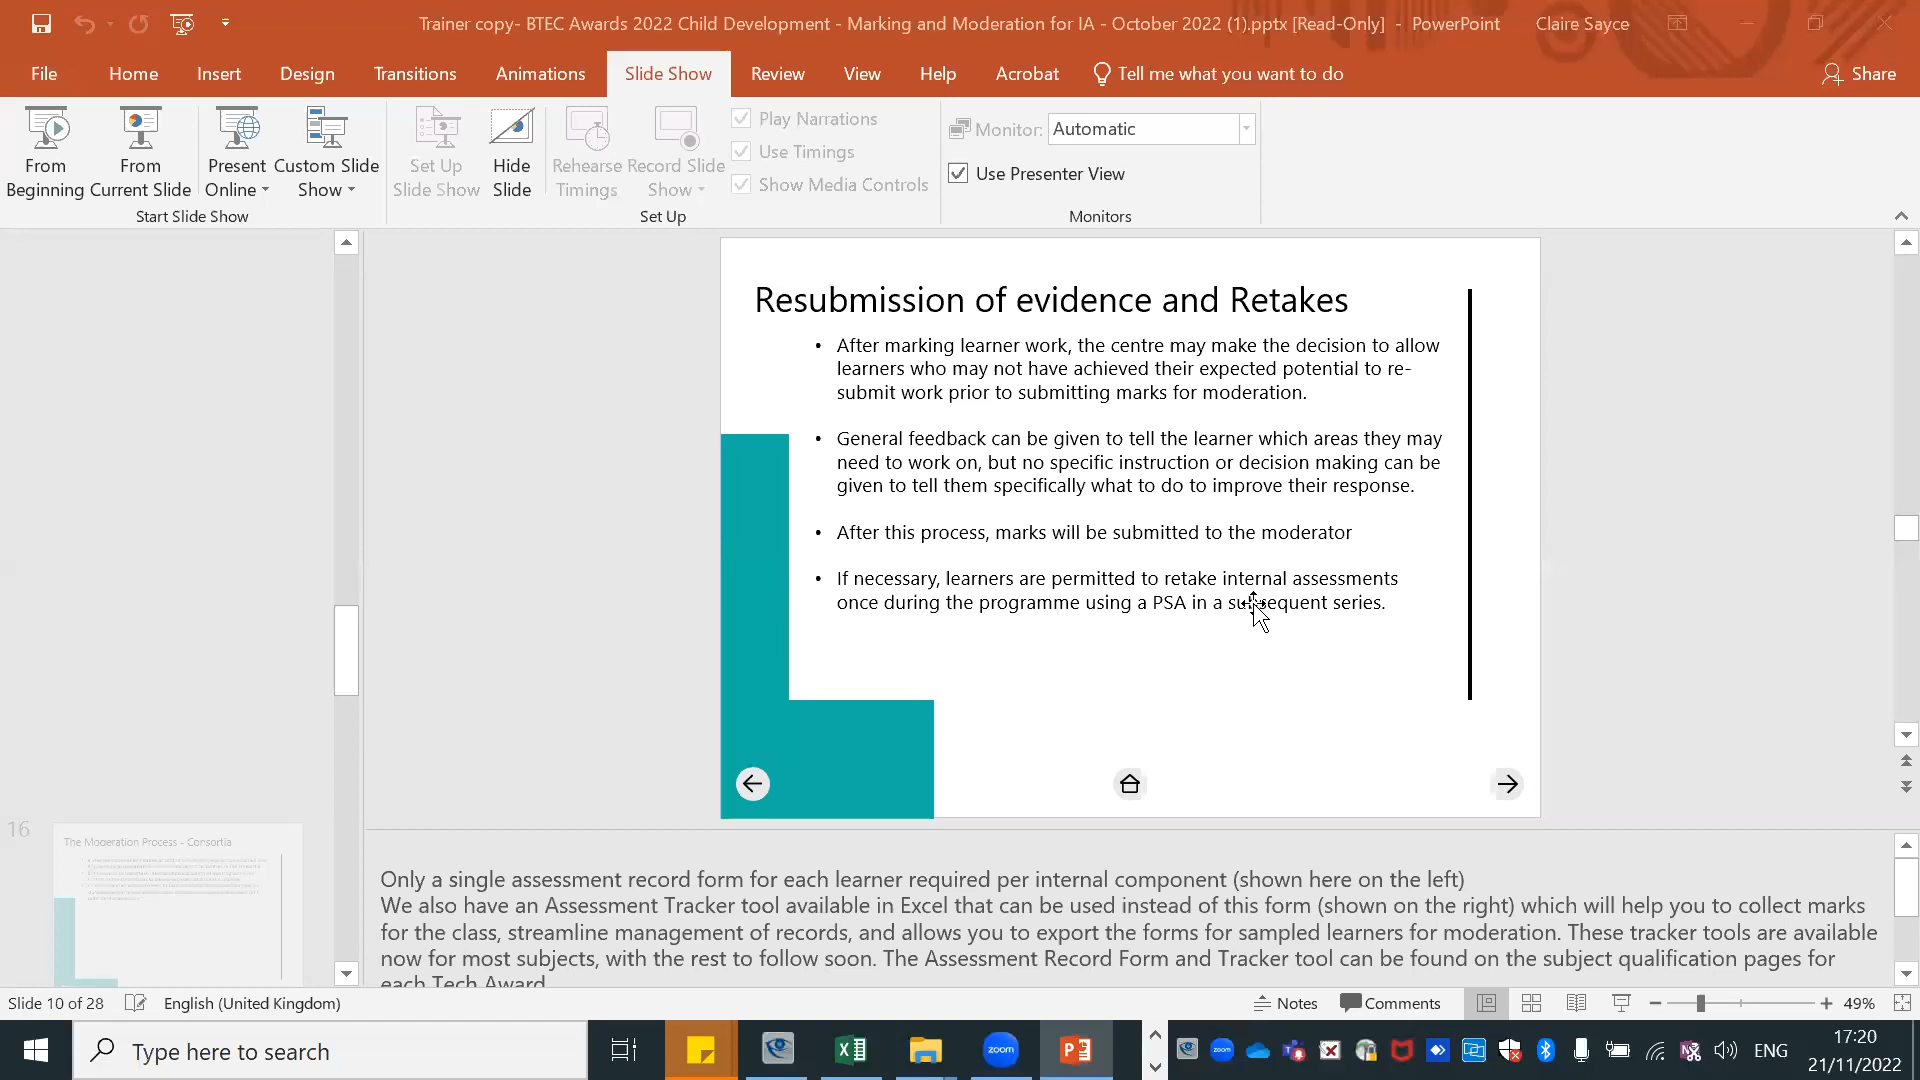 Trainer copy- BTEC Awards 2022 Child Development - Marking and Moderation for IA - October 2022 (1).pptx [Read-Only] - PowerPoint
Claire Sayce
File Home Insert Design Transitions Animations Slide Show Review View Help Acrobat Tell me what you want to do Share
From Beginning
From Current Slide
Present Online
Custom Slide Show
Start Slide Show
Set Up Slide Show
Hide Slide
Rehearse Timings
Record Slide Show
Play Narrations
Use Timings
Show Media Controls
Set Up
Monitor: Automatic
Use Presenter View
Monitors
Resubmission of evidence and Retakes
• After marking learner work, the centre may make the decision to allow
learners who may not have achieved their expected potential to re-
submit work prior to submitting marks for moderation.
• General feedback can be given to tell the learner which areas they may
need to work on, but no specific instruction or decision making can be
given to tell them specifically what to do to improve their response.
• After this process, marks will be submitted to the moderator
• If necessary, learners are permitted to retake internal assessments
once during the programme using a PSA in a subsequent series.
16
The Moderation Process - Consortia
Only a single assessment record form for each learner required per internal component (shown here on the left)
We also have an Assessment Tracker tool available in Excel that can be used instead of this form (shown on the right) which will help you to collect marks
for the class, streamline management of records, and allows you to export the forms for sampled learners for moderation. These tracker tools are available
now for most subjects, with the rest to follow soon. The Assessment Record Form and Tracker tool can be found on the subject qualification pages for
each Tech Award
Slide 10 of 28
English (United Kingdom)
Notes
Comments
49%
Type here to search
zoom
zoom
ENG
17:20
21/11/2022